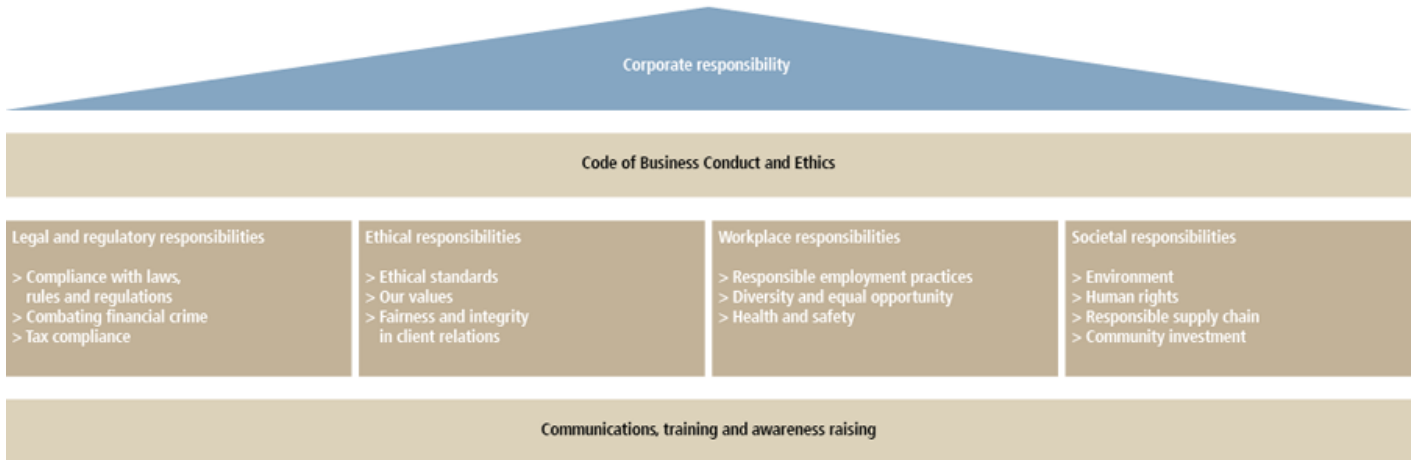 Corporate responsibility
Code of Business Conduct and Ethics
Legal and regulatory responsibilities
> Compliance with laws,
rules and regulations
> Combating financial crime
> Tax compliance
Ethical responsibilities
> Ethical standards
> Our values
> Fairness and integrity
in client relations
Workplace responsibilities
> Responsible employment practices
> Diversity and equal opportunity
> Health and safety
Societal responsibilities
> Environment
> Human rights
> Responsible supply chain
> Community investment
Communications, training and awareness raising